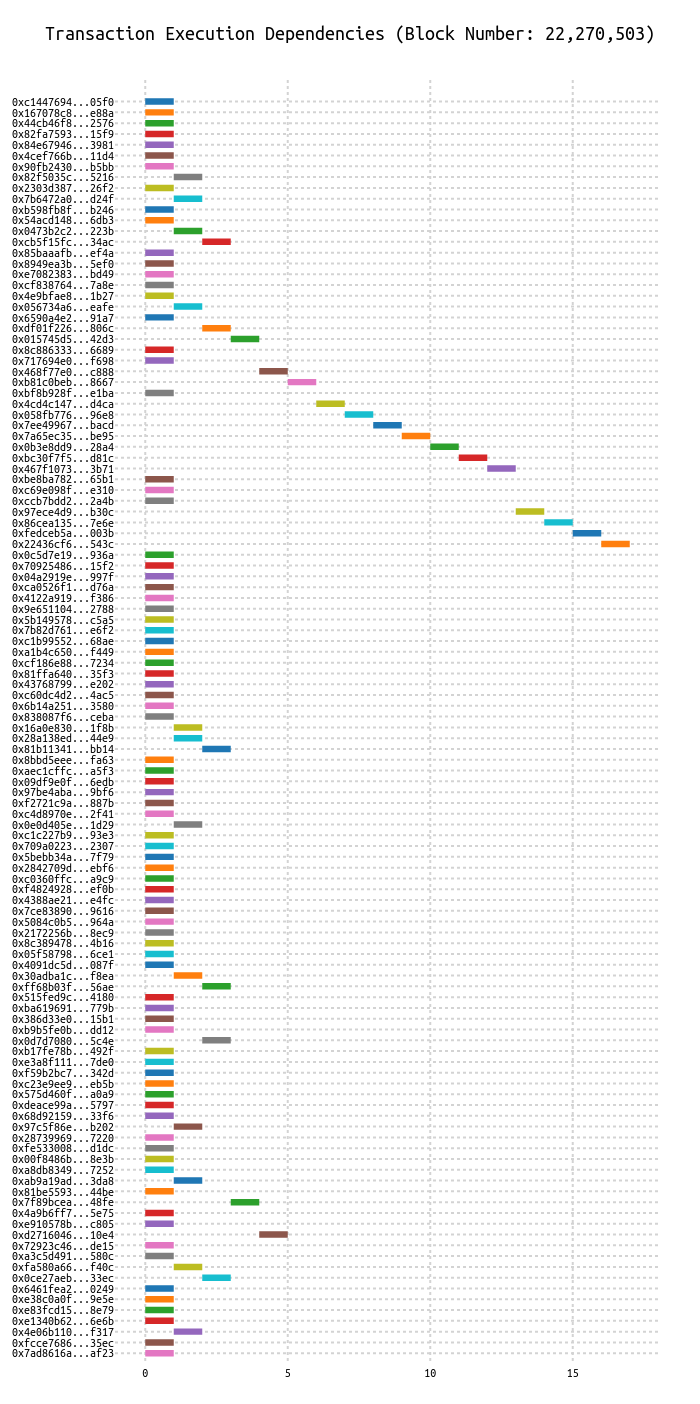 Transaction Execution Dependencies (Block Number: 22,270,503)
0xc1447694...05f0
0x167078c8...e88a
0x44cb46f8...2576
0x82fa7593...15f9
0x84e67946...3981
0x4cef766b...11d4
0x90fb2430...b5bb
0x82f5035c...5216
0x2303d387...26f2
0x7b6472a0...d24f
0xb598fb8f...b246
0x54acd148...6db3
0x0473b2c2...223b
0xcb5f15fc...34ac
0x85baaafb...ef4a
0x8949ea3b...5ef0
0xe7082383...bd49
0xcf838764...7a8e
0x4e9bfae8...1b27
0x056734a6...eafe
0x6590a4e2...91a7
0xdf01f226...806c
0x015745d5...42d3
0x8c886333...6689
0x717694e0...f698
0x468f77e0...c888
0xb81c0beb...8667
0xbf8b928f...e1ba
0x4cd4c147...d4ca
0x058fb776...96e8
0x7ee49967...bacd
0x7a65ec35...be95
0x0b3e8dd9...28a4
0xbc30f7f5...d81c
0x467f1073...3b71
0xbe8ba782...65b1
0xc69e098f...e310
0xccb7bdd2...2a4b
0x97ece4d9...b30c
0x86cea135...7e6e
0xfedceb5a...003b
0x22436cf6...543c
0x0c5d7e19...936a
0x70925486...15f2
0x04a2919e...997f
0xca0526f1...d76a
0x4122a919...f386
0x9e651104...2788
0x5b149578...c5a5
0x7b82d761...e6f2
0xc1b99552...68ae
0xa1b4c650...f449
0xcf186e88...7234
0x81ffa640...35f3
0x43768799...e202
0xc60dc4d2...4ac5
0x6b14a251...3580
0x838087f6...ceba
0x16a0e830...1f8b
0x28a138ed...44e9
0x81b11341...bb14
0x8bbd5eee...fa63
0xaec1cffc...a5f3
0x09df9e0f...6edb
0x97be4aba...9bf6
0xf2721c9a...887b
0xc4d8970e...2f41
0x0e0d405e...1d29
0xc1c227b9...93e3
0x709a0223...2307
0x5bebb34a...7f79
0x2842709d...ebf6
0xc0360ffc...a9c9
0xf4824928...ef0b
0x4388ae21...e4fc
0x7ce83890...9616
0x5084c0b5...964a
0x2172256b...8ec9
0x8c389478...4b16
0x05f58798...6ce1
0x4091dc5d...087f
0x30adba1c...f8ea
0xff68b03f...56ae
0x515fed9c...4180
0xba619691...779b
0x386d33e0...15b1
0xb9b5fe0b...dd12
0x0d7d7080...5c4e
0xb17fe78b...492f
0xe3a8f111...7de0
0xf59b2bc7...342d
0xc23e9ee9...eb5b
0x575d460f...a0a9
0xdeace99a...5797
0x68d92159...33f6
0x97c5f86e...b202
0x28739969...7220
0xfe533008...d1dc
0x00f8486b...8e3b
0xa8db8349...7252
0xab9a19ad...3da8
0x81be5593...44be
0x7f89bcea...48fe
0x4a9b6ff7...5e75
0xe910578b...c805
0xd2716046...10e4
0x72923c46...de15
0xa3c5d491...580c
0xfa580a66...f40c
0x0ce27aeb...33ec
0x6461fea2...0249
0xe38c0a0f...9e5e
0xe83fcd15...8e79
0xe1340b62...6e6b
0x4e06b110...f317
0xfcce7686...35ec
0x7ad8616a...af23
0 5 10 15